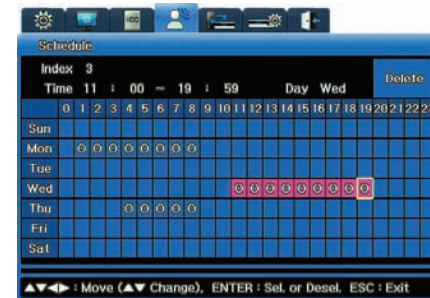 HDD
Schedule
Index 3
Time 11 : 00 ~ 19 : 59 Day Wed
Delete
0 1 2 3 4 5 6 7 8 9 10 11 12 13 14 15 16 17 18 19 20 21 22 23
Sun
Mon O O O O O O O O
Tue
Wed O O O O O O O O O
Thu O O O O O
Fri
Sat
▲▼◀▶ : Move (▲▼ Change), ENTER : Sel. or Desel. ESC : Exit